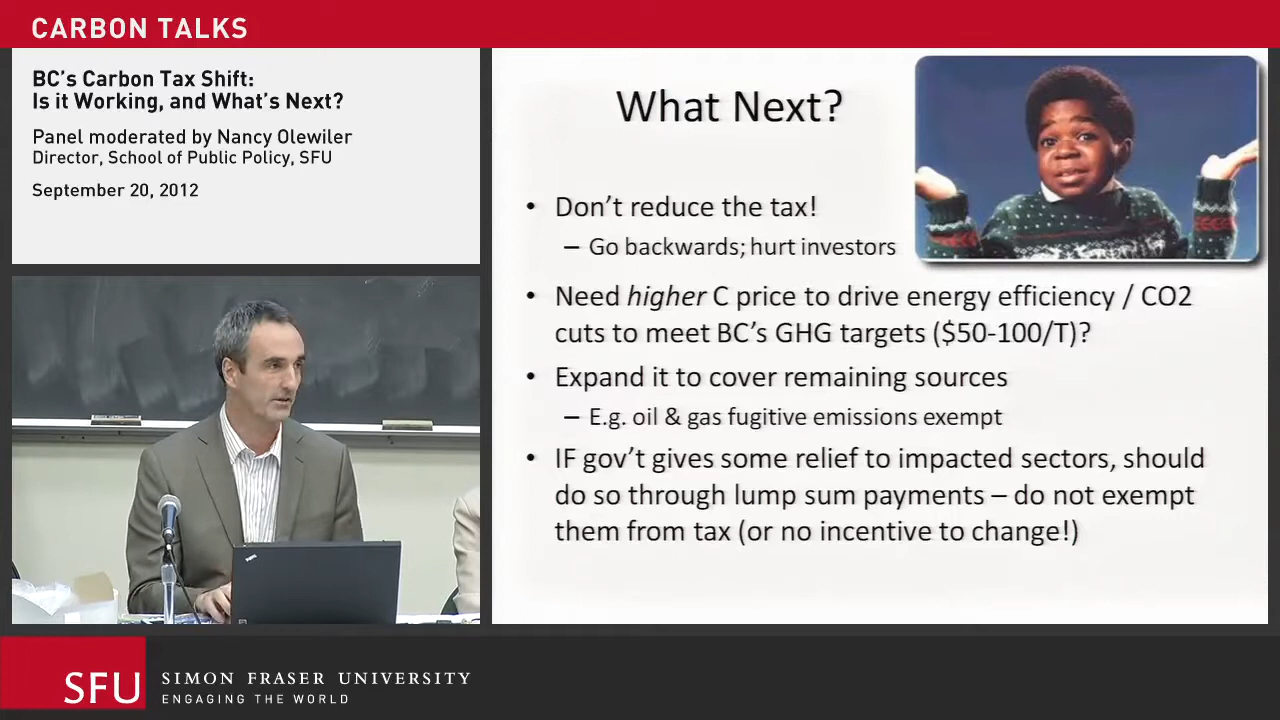 CARBON TALKS
BC's Carbon Tax Shift:
Is it Working, and What's Next?
Panel moderated by Nancy Olewiler
Director, School of Public Policy, SFU
September 20, 2012
What Next?
• Don't reduce the tax!
– Go backwards; hurt investors
• Need higher C price to drive energy efficiency / CO2
cuts to meet BC's GHG targets ($50-100/T)?
• Expand it to cover remaining sources
– E.g. oil & gas fugitive emissions exempt
• IF gov't gives some relief to impacted sectors, should
do so through lump sum payments – do not exempt
them from tax (or no incentive to change!)
SFU
SIMON FRASER UNIVERSITY
ENGAGING THE WORLD